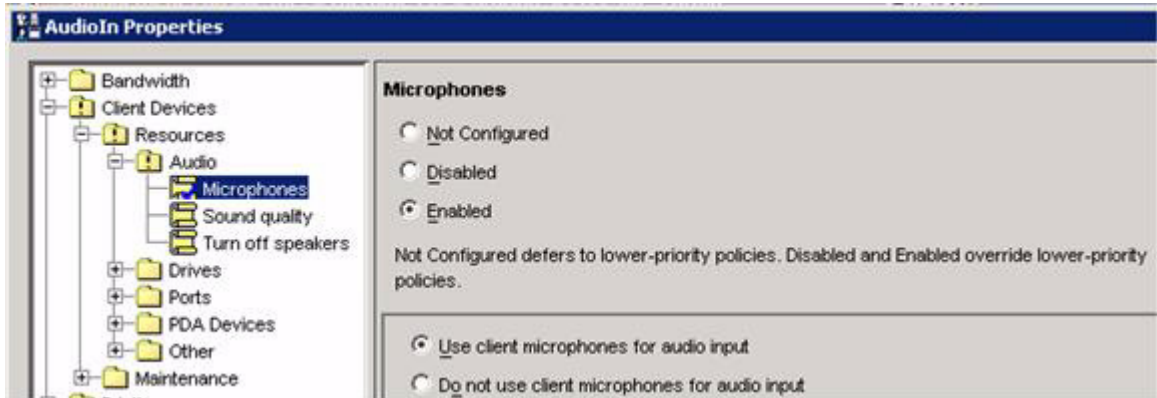 AudioIn Properties
Bandwidth
Client Devices
Resources
Audio
Microphones
Sound quality
Turn off speakers
Drives
Ports
PDA Devices
Other
Maintenance
Microphones
Not Configured
Disabled
Enabled
Not Configured defers to lower-priority policies. Disabled and Enabled override lower-priority
policies.
Use client microphones for audio input
Do not use client microphones for audio input